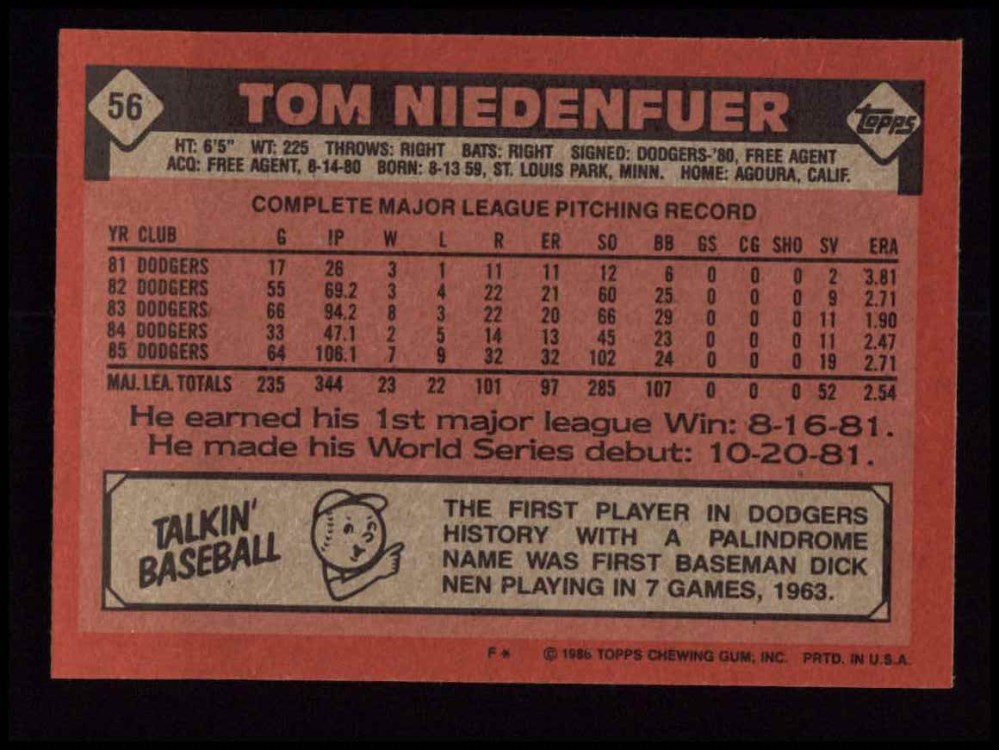 56
TOM NIEDENFUER
Topps
HT: 6'5" WT: 225 THROWS: RIGHT BATS: RIGHT SIGNED: DODGERS-'80, FREE AGENT
ACQ: FREE AGENT, 8-14-80 BORN: 8-13 59, ST. LOUIS PARK, MINN. HOME: AGOURA, CALIF.
COMPLETE MAJOR LEAGUE PITCHING RECORD
YR CLUB G IP W L R ER SO BB GS CG SHO SV ERA
81 DODGERS 17 26 3 1 11 11 12 6 0 0 0 2 3.81
82 DODGERS 55 69.2 3 4 22 21 60 25 0 0 0 9 2.71
83 DODGERS 66 94.2 8 3 22 20 66 29 0 0 0 11 1.90
84 DODGERS 33 47.1 2 5 14 13 45 23 0 0 0 11 2.47
85 DODGERS 64 106.1 7 9 32 32 102 24 0 0 0 19 2.71
MAJ. LEA. TOTALS 235 344 23 22 101 97 285 107 0 0 0 52 2.54
He earned his 1st major league Win: 8-16-81.
He made his World Series debut: 10-20-81.
TALKIN'
BASEBALL
THE FIRST PLAYER IN DODGERS
HISTORY WITH A PALINDROME
NAME WAS FIRST BASEMAN DICK
NEN PLAYING IN 7 GAMES, 1963.
F* © 1986 TOPPS CHEWING GUM, INC. PRTD. IN U.S.A.